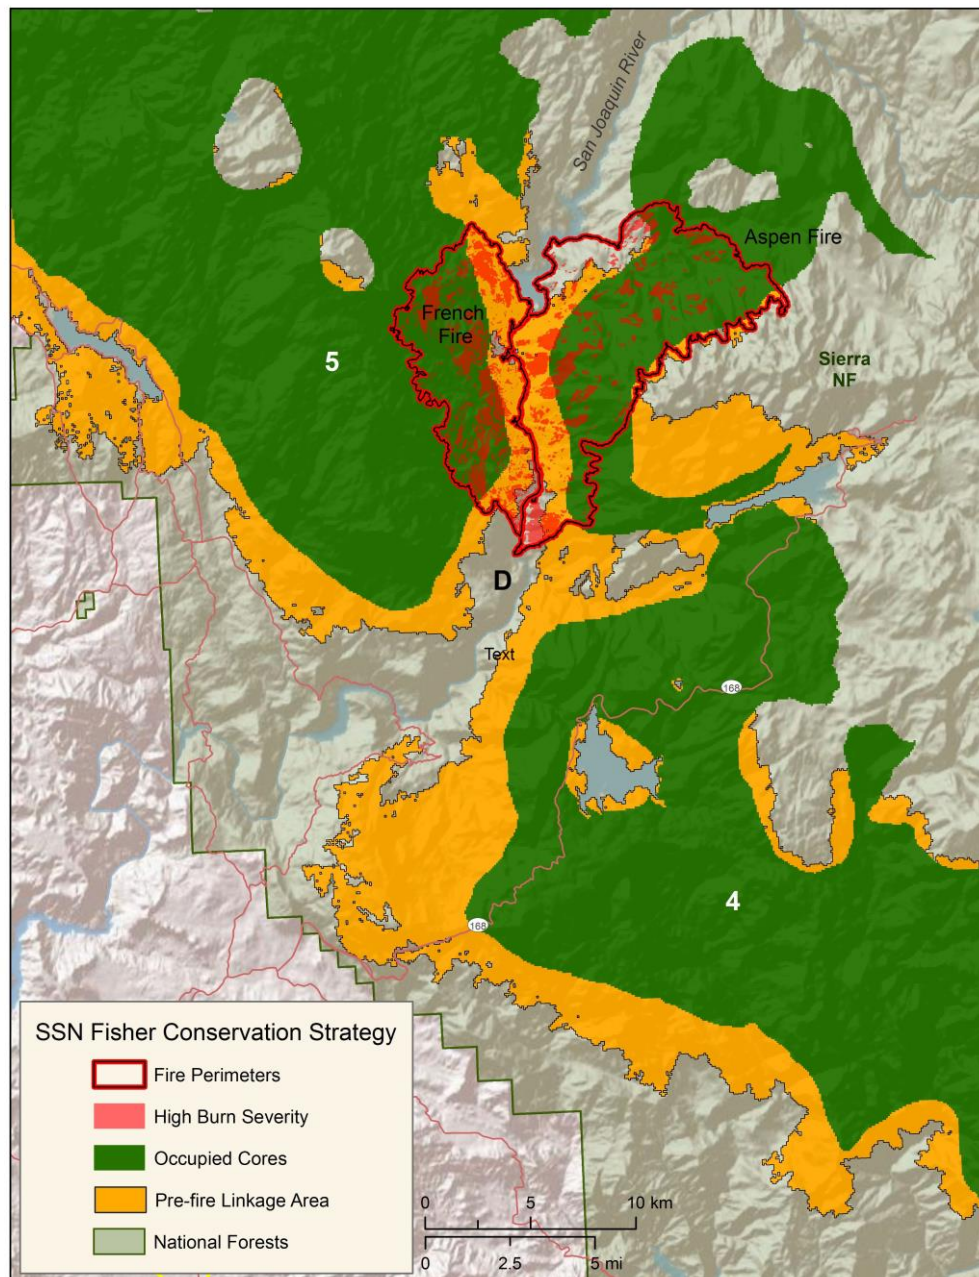 San Joaquin River
Aspen Fire
French
Fire
5
Sierra
NF
D
Text
168
4
168
SSN Fisher Conservation Strategy
Fire Perimeters
High Burn Severity
Occupied Cores
Pre-fire Linkage Area
National Forests
0 5 10 km
0 2.5 5 mi